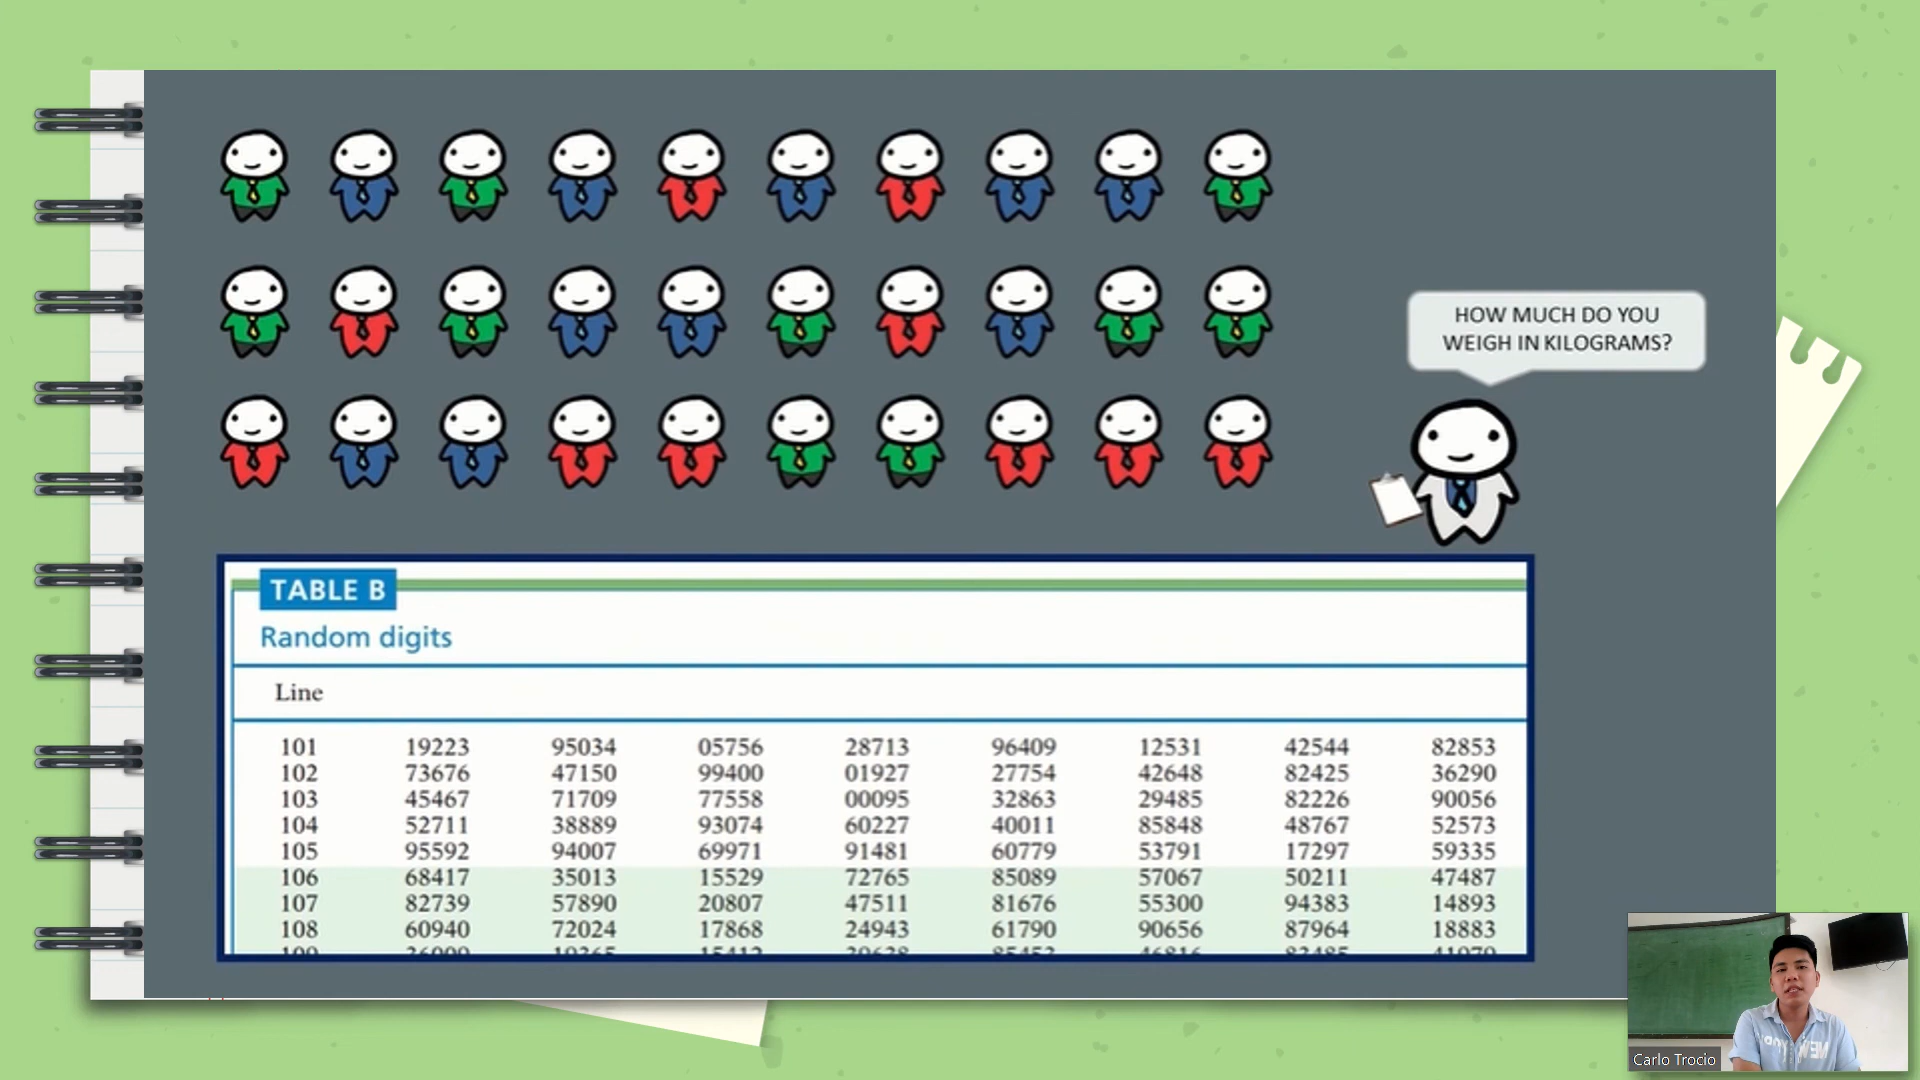 HOW MUCH DO YOU
WEIGH IN KILOGRAMS?
TABLE B
Random digits
Line
101 19223 95034 05756 28713 96409 12531 42544 82853
102 73676 47150 99400 01927 27754 42648 82425 36290
103 45467 71709 77558 00095 32863 29485 82226 90056
104 52711 38889 93074 60227 40011 85848 48767 52573
105 95592 94007 69971 91481 60779 53791 17297 59335
106 68417 35013 15529 72765 85089 57067 50211 47487
107 82739 57890 20807 47511 81676 55300 94383 14893
108 60940 72024 17868 24943 61790 90656 87964 18883
Carlo Trocio